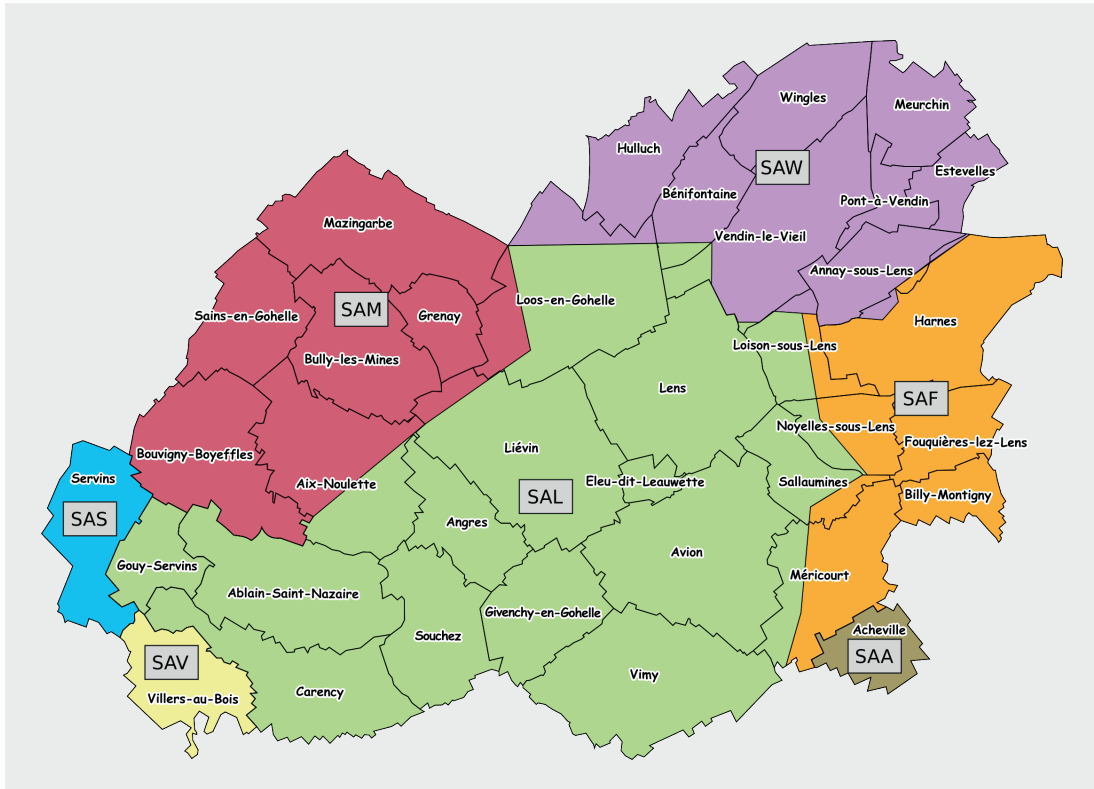 Wingles
Meurchin
Hulluch
SAW
Estevelles
Bénifontaine
Pont-à-Vendin
Mazingarbe
Vendin-le-Vieil
Annay-sous-Lens
Loos-en-Gohelle
SAM
Sains-en-Gohelle
Grenay
Harnes
Loison-sous-Lens
Bully-les-Mines
Lens
SAF
Noyelles-sous-Lens
Fouquières-lez-Lens
Liévin
Bouvigny-Boyeffles
Servins
Aix-Noulette
Eleu-dit-Leauwette
Sallaumines
SAL
Billy-Montigny
SAS
Angres
Avion
Gouy-Servins
Méricourt
Ablain-Saint-Nazaire
Givenchy-en-Gohelle
Acheville
Souchez
SAA
SAV
Vimy
Carency
Villers-au-Bois